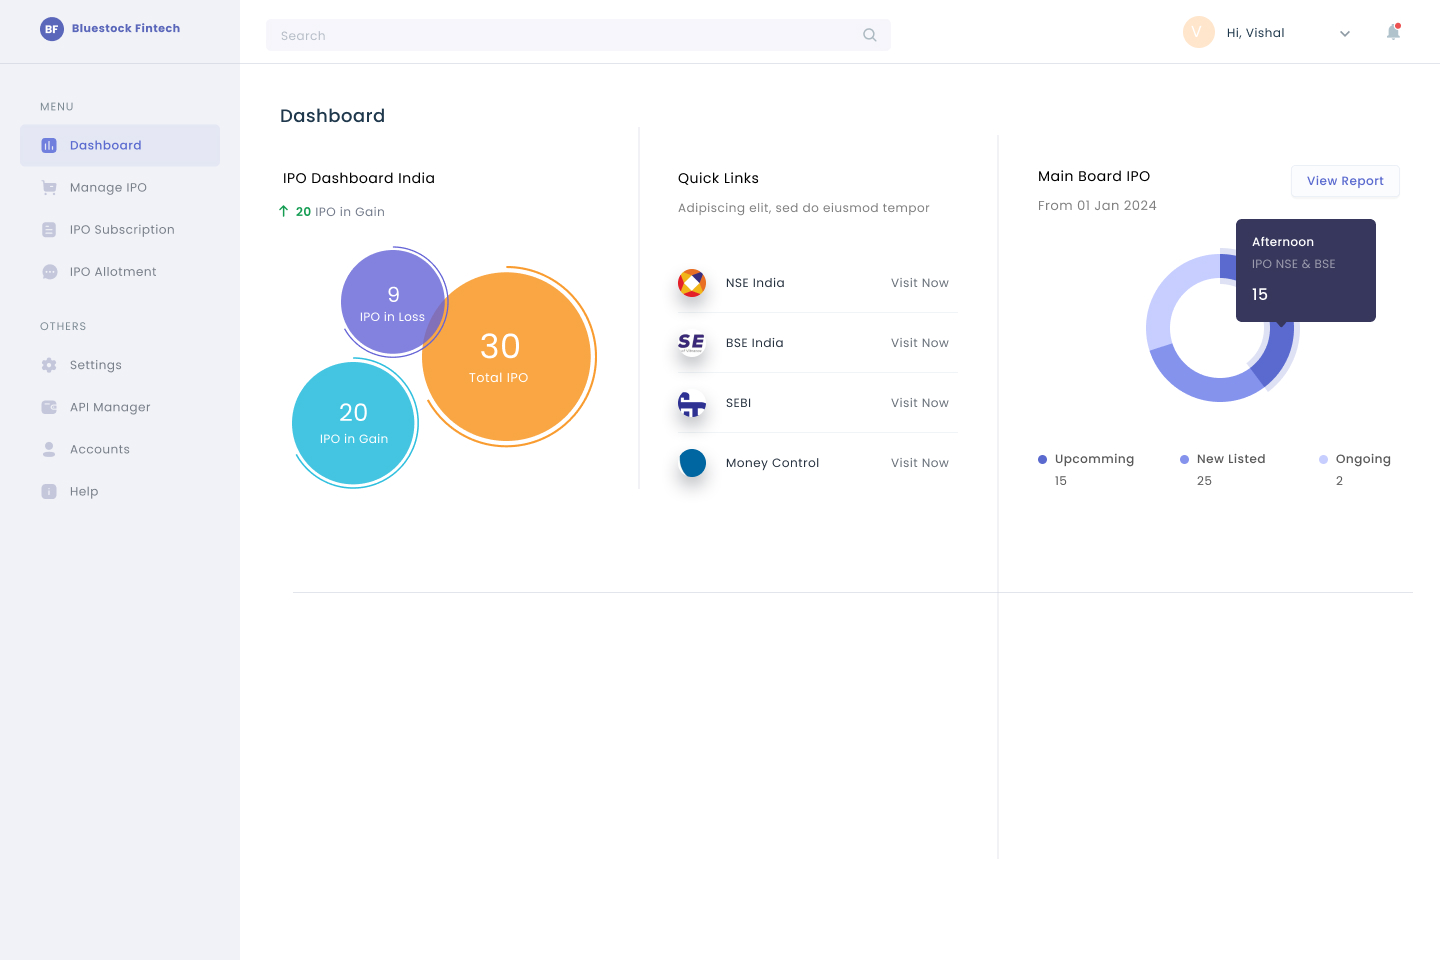 BF Bluestock Fintech
Search
V Hi, Vishal
MENU
Dashboard
Manage IPO
IPO Subscription
IPO Allotment
OTHERS
Settings
API Manager
Accounts
Help
Dashboard
IPO Dashboard India
20 IPO in Gain
9
IPO in Loss
30
Total IPO
20
IPO in Gain
Quick Links
Adipiscing elit, sed do eiusmod tempor
NSE India Visit Now
SE
BSE India Visit Now
SEBI Visit Now
Money Control Visit Now
Main Board IPO
View Report
From 01 Jan 2024
Afternoon
IPO NSE & BSE
15
Upcomming
15
New Listed
25
Ongoing
2